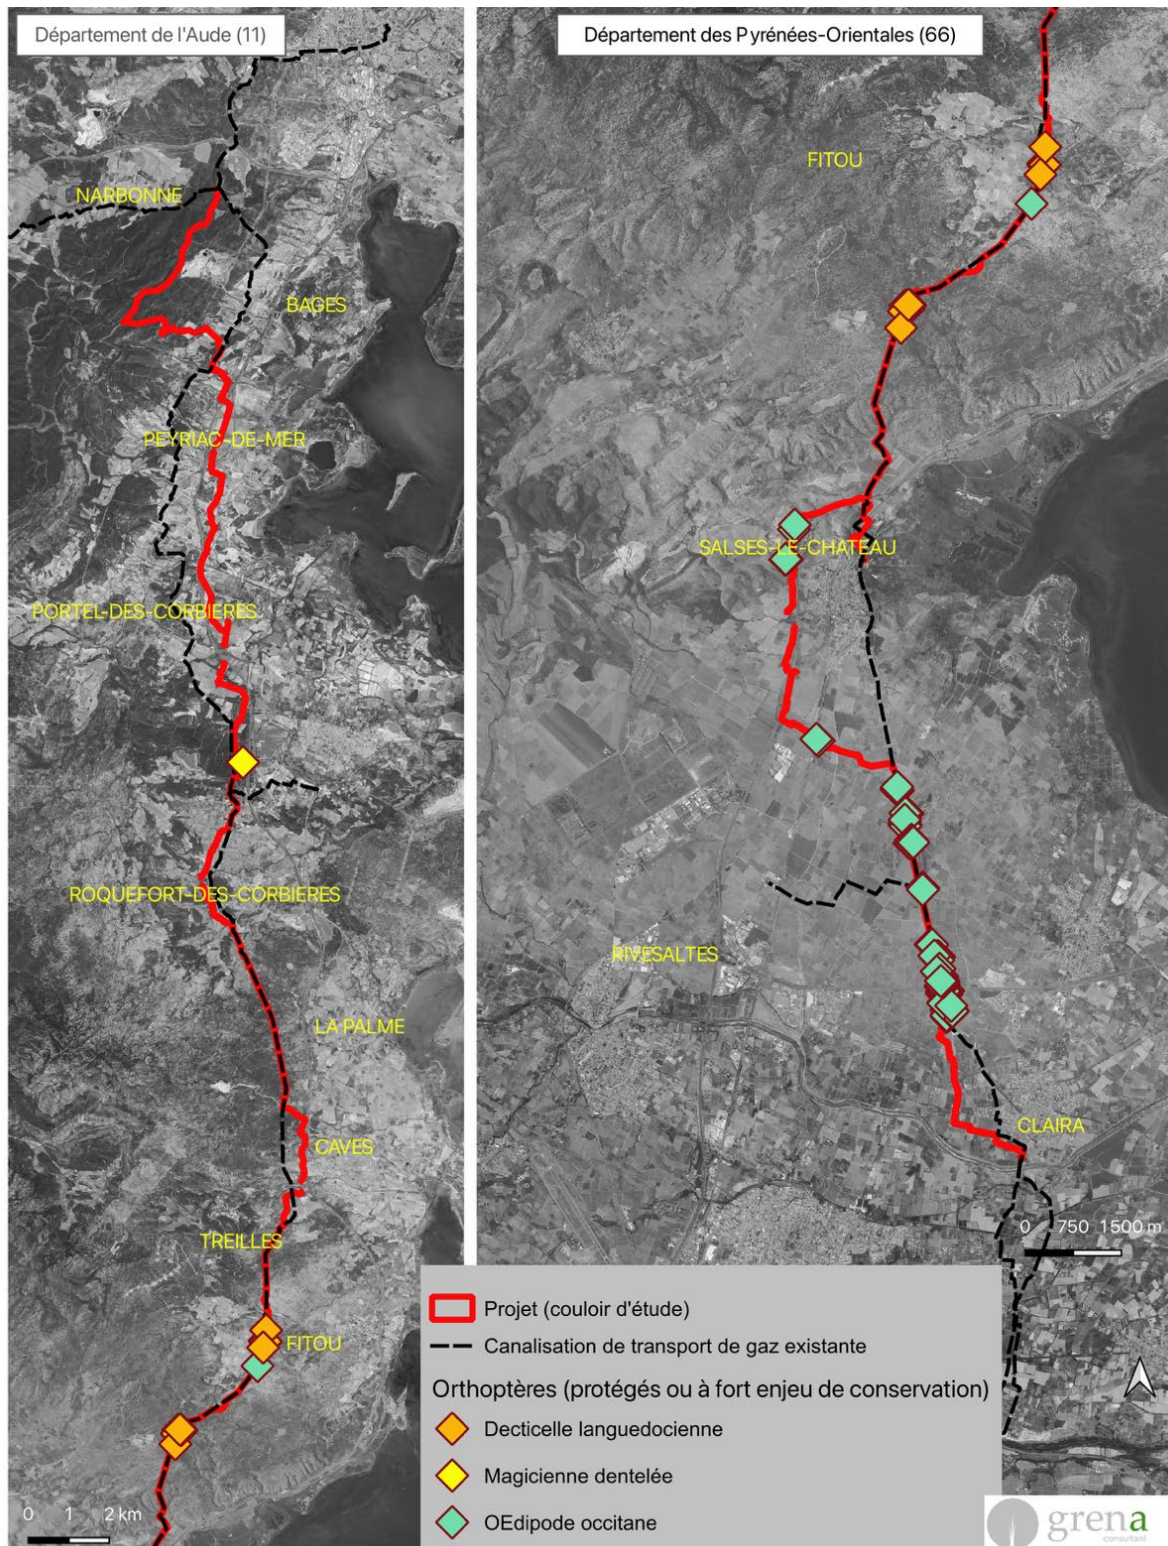 Département de l'Aude (11)
NARBONNE
BAGES
PEYRIAC-DE-MER
PORTEL-DES-CORBIERES
ROQUEFORT-DES-CORBIERES
LA PALME
CAVES
TREILLES
FITOU
0 1 2 km
Département des Pyrénées-Orientales (66)
FITOU
SALSES-LE-CHATEAU
RIVESALTES
CLAIRA
0 750 1500 m
Projet (couloir d'étude)
Canalisation de transport de gaz existante
Orthoptères (protégés ou à fort enjeu de conservation)
Decticelle languedocienne
Magicienne dentelée
OEdipode occitane
grena
consultant